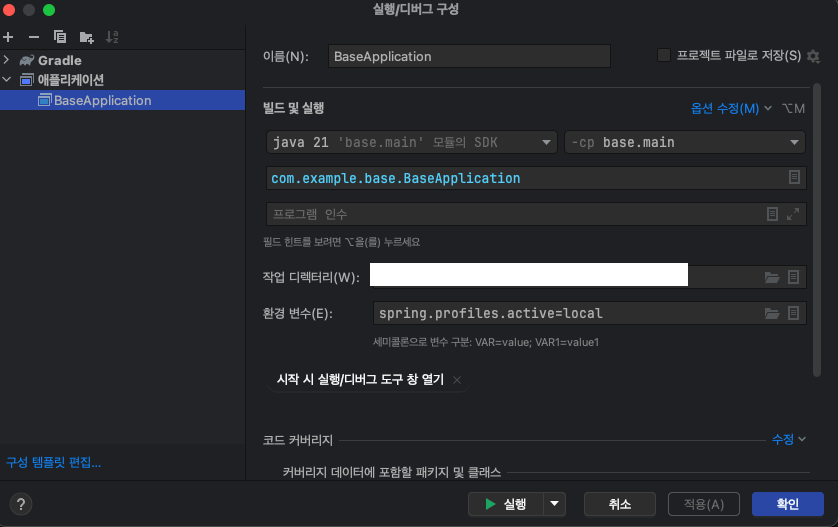 실행/디버그 구성
Gradle
애플리케이션
BaseApplication
구성 템플릿 편집...
이름(N): BaseApplication 프로젝트 파일로 저장(S)
빌드 및 실행 옵션 수정(M) ⌥M
java 21 'base.main' 모듈의 SDK -cp base.main
com.example.base.BaseApplication
프로그램 인수
필드 힌트를 보려면 ⌥을(를) 누르세요
작업 디렉터리(W):
환경 변수(E): spring.profiles.active=local
세미콜론으로 변수 구분: VAR=value; VAR1=value1
시작 시 실행/디버그 도구 창 열기
코드 커버리지 수정
커버리지 데이터에 포함할 패키지 및 클래스
? 실행 취소 적용(A) 확인